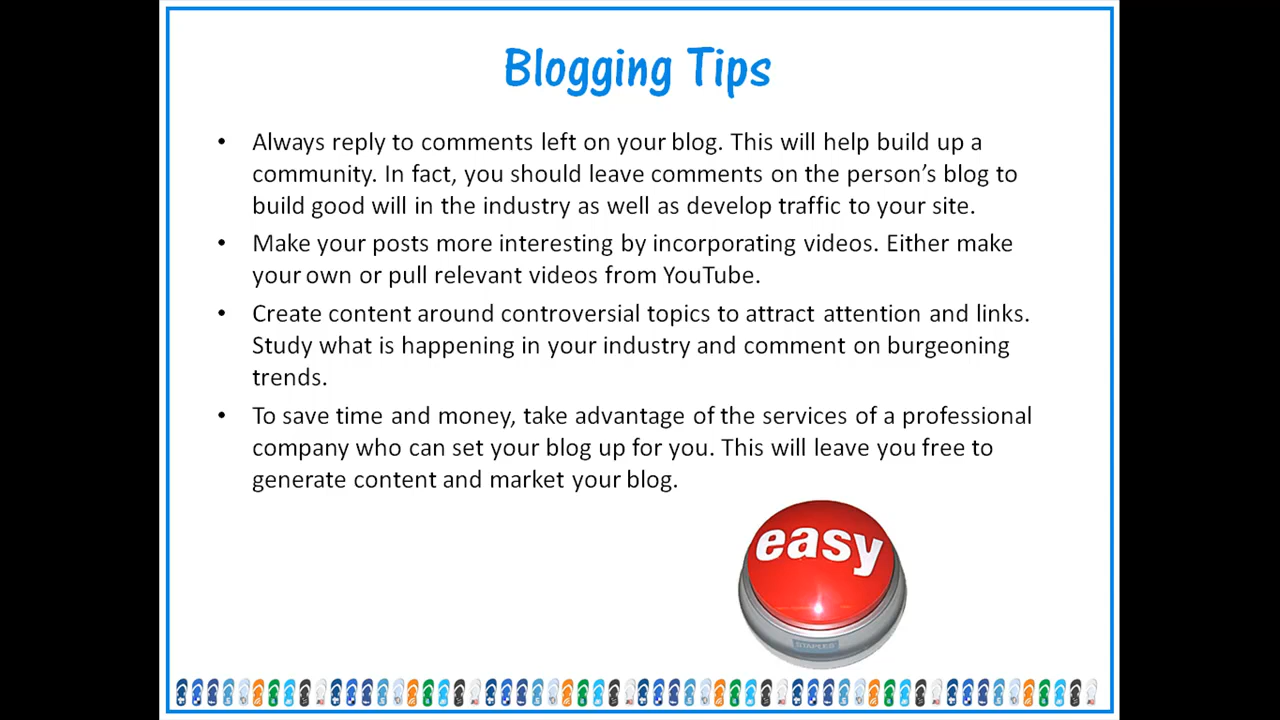 Blogging Tips
• Always reply to comments left on your blog. This will help build up a
community. In fact, you should leave comments on the person's blog to
build good will in the industry as well as develop traffic to your site.
• Make your posts more interesting by incorporating videos. Either make
your own or pull relevant videos from YouTube.
• Create content around controversial topics to attract attention and links.
Study what is happening in your industry and comment on burgeoning
trends.
• To save time and money, take advantage of the services of a professional
company who can set your blog up for you. This will leave you free to
generate content and market your blog.
easy
STAPLES